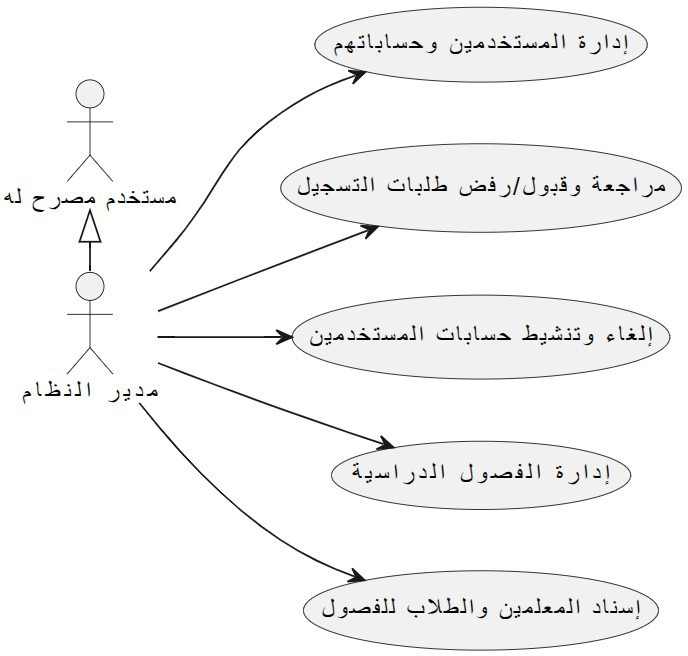 إدارة المستخدمين وحساباتهم
مستخدم مصرح له
مراجعة وقبول/رفض طلبات التسجيل
إلغاء وتنشيط حسابات المستخدمين
مدير النظام
إدارة الفصول الدراسية
إسناد المعلمين والطلاب للفصول